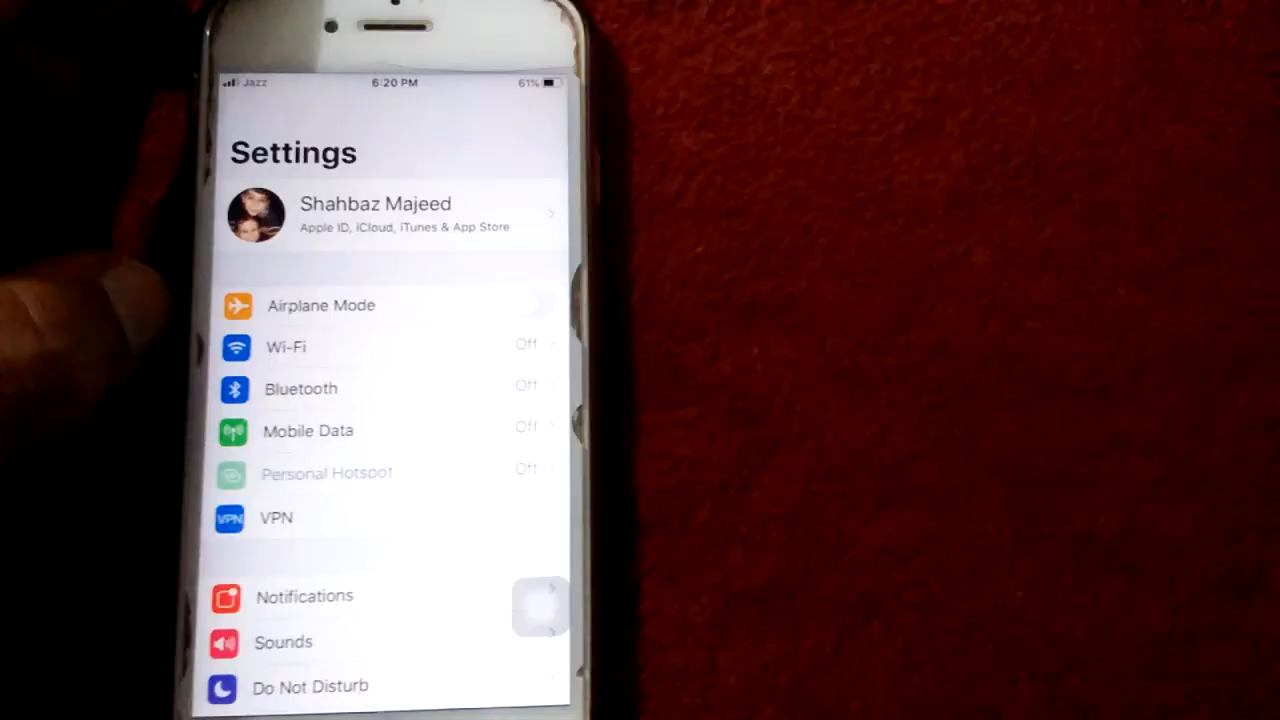 Jazz 6:20 PM 61%
Settings
Shahbaz Majeed
Apple ID, iCloud, iTunes & App Store
Airplane Mode
Wi-Fi Off
Bluetooth Off
Mobile Data Off
Personal Hotspot Off
VPN VPN
Notifications
Sounds
Do Not Disturb